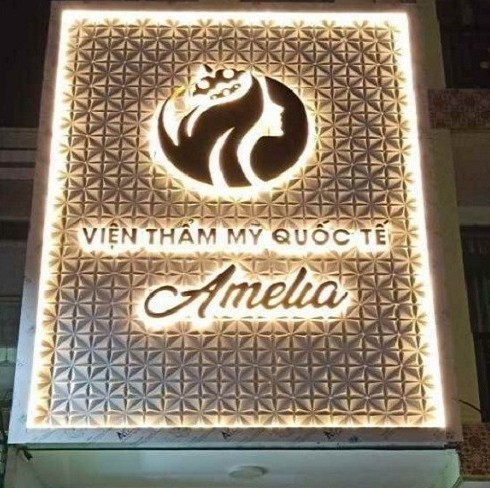 VIỆN THẨM MỸ QUỐC TẾ
Amelia